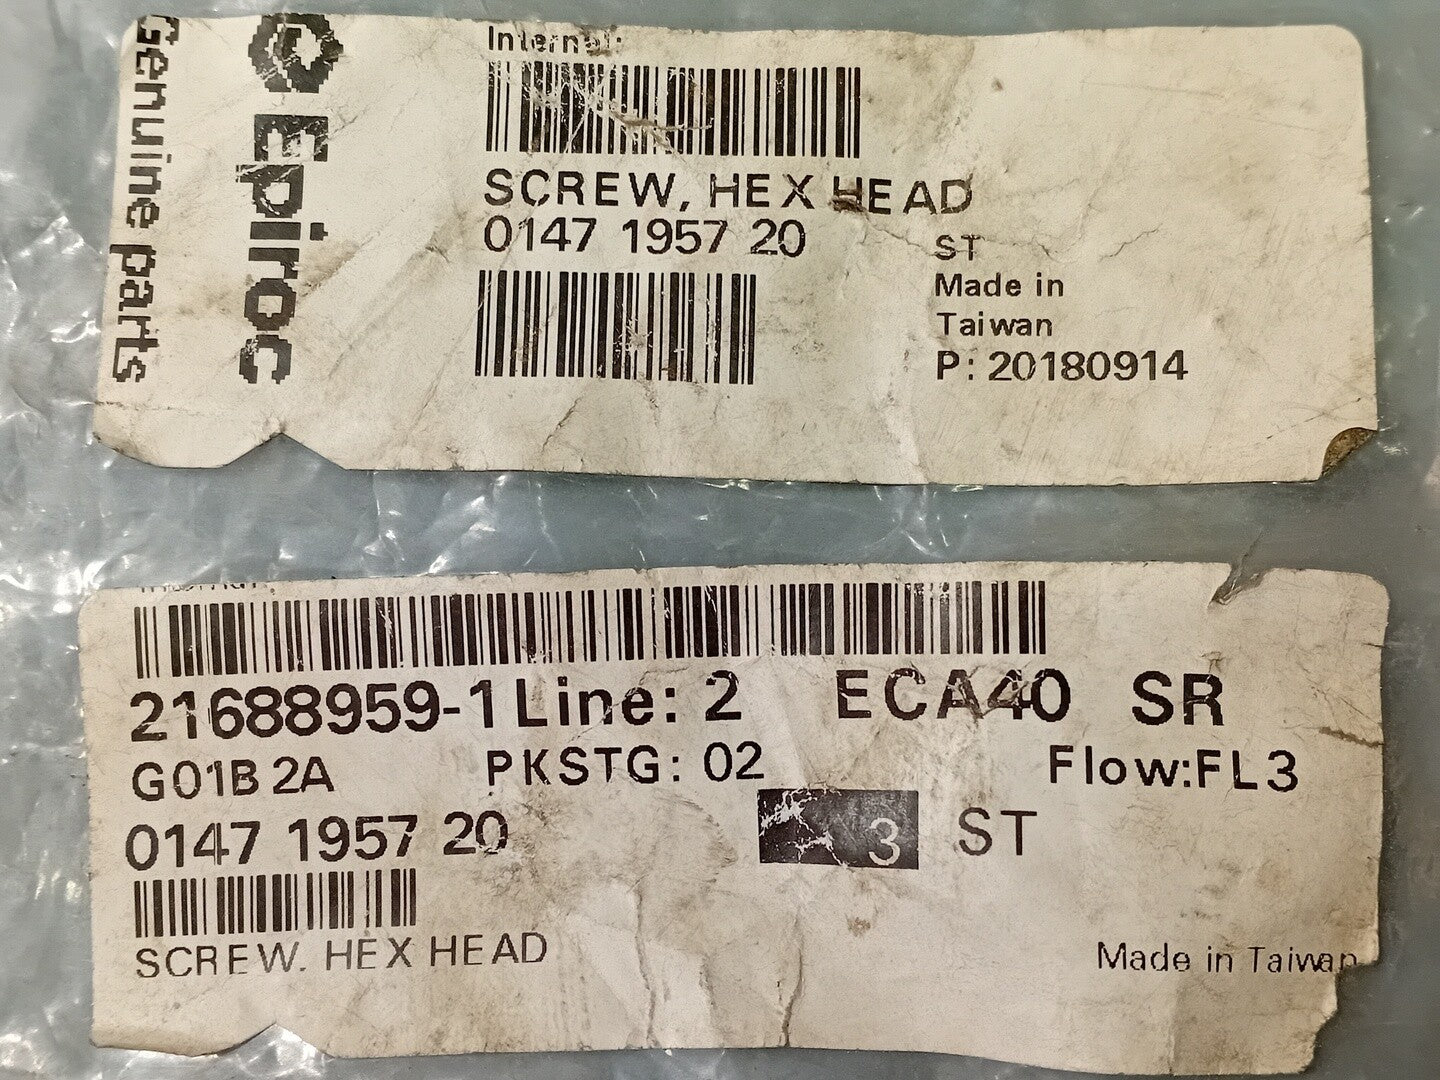 Genuine parts
Epiroc
Internal:
SCREW, HEX HEAD
0147 1957 20
ST
Made in
Taiwan
P: 20180914
21688959-1 Line: 2 ECA40 SR
G01B 2A PKSTG: 02 Flow:FL3
0147 1957 20 3 ST
SCREW. HEX HEAD
Made in Taiwan